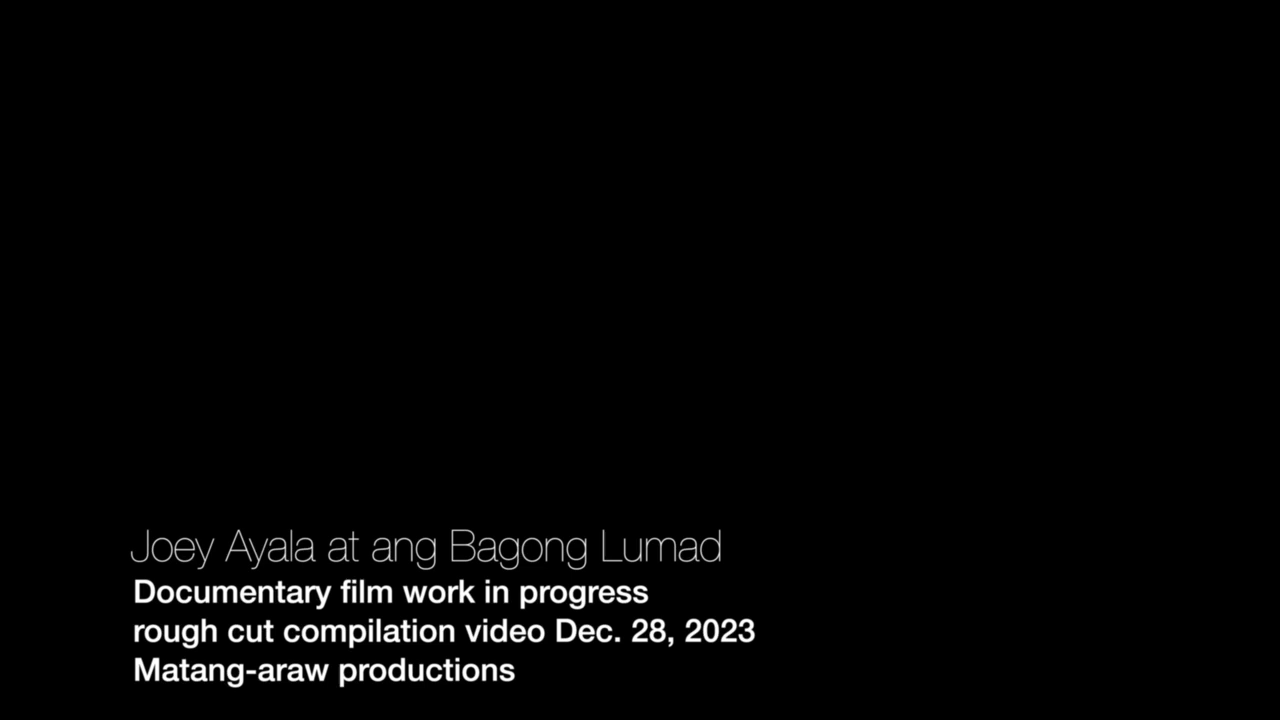 Joey Ayala at ang Bagong Lumad
Documentary film work in progress
rough cut compilation video Dec. 28, 2023
Matang-araw productions